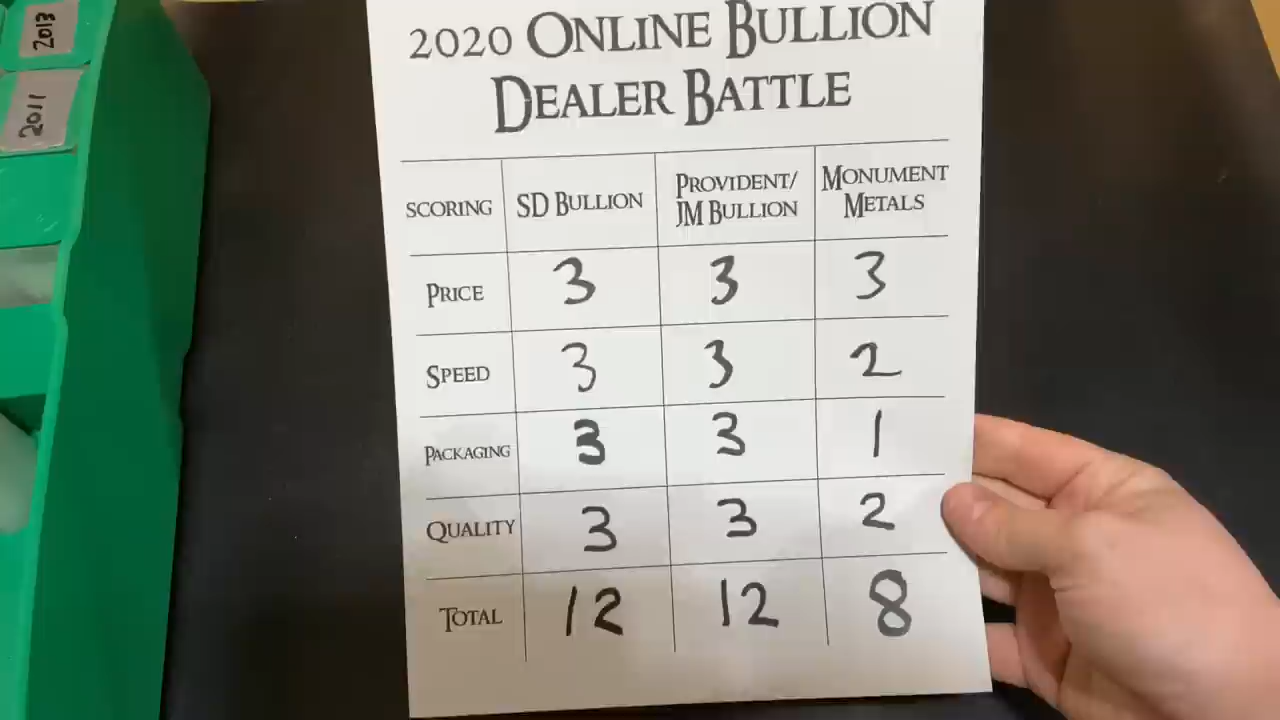 2013
2011
2020 ONLINE BULLION
DEALER BATTLE
SCORING SD BULLION PROVIDENT/ JM BULLION MONUMENT METALS
PRICE 3 3 3
SPEED 3 3 2
PACKAGING 3 3 1
QUALITY 3 3 2
TOTAL 12 12 8